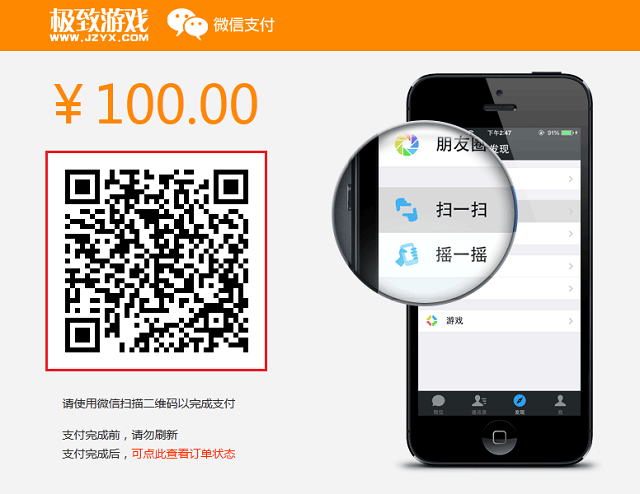 极致游戏
WWW.JZYX.COM
微信支付
¥100.00
请使用微信扫描二维码以完成支付
支付完成前，请勿刷新
支付完成后，可点此查看订单状态
下午2:47
91%
发现
朋友圈
扫一扫
摇一摇
游戏
微信
通讯录
发现
我